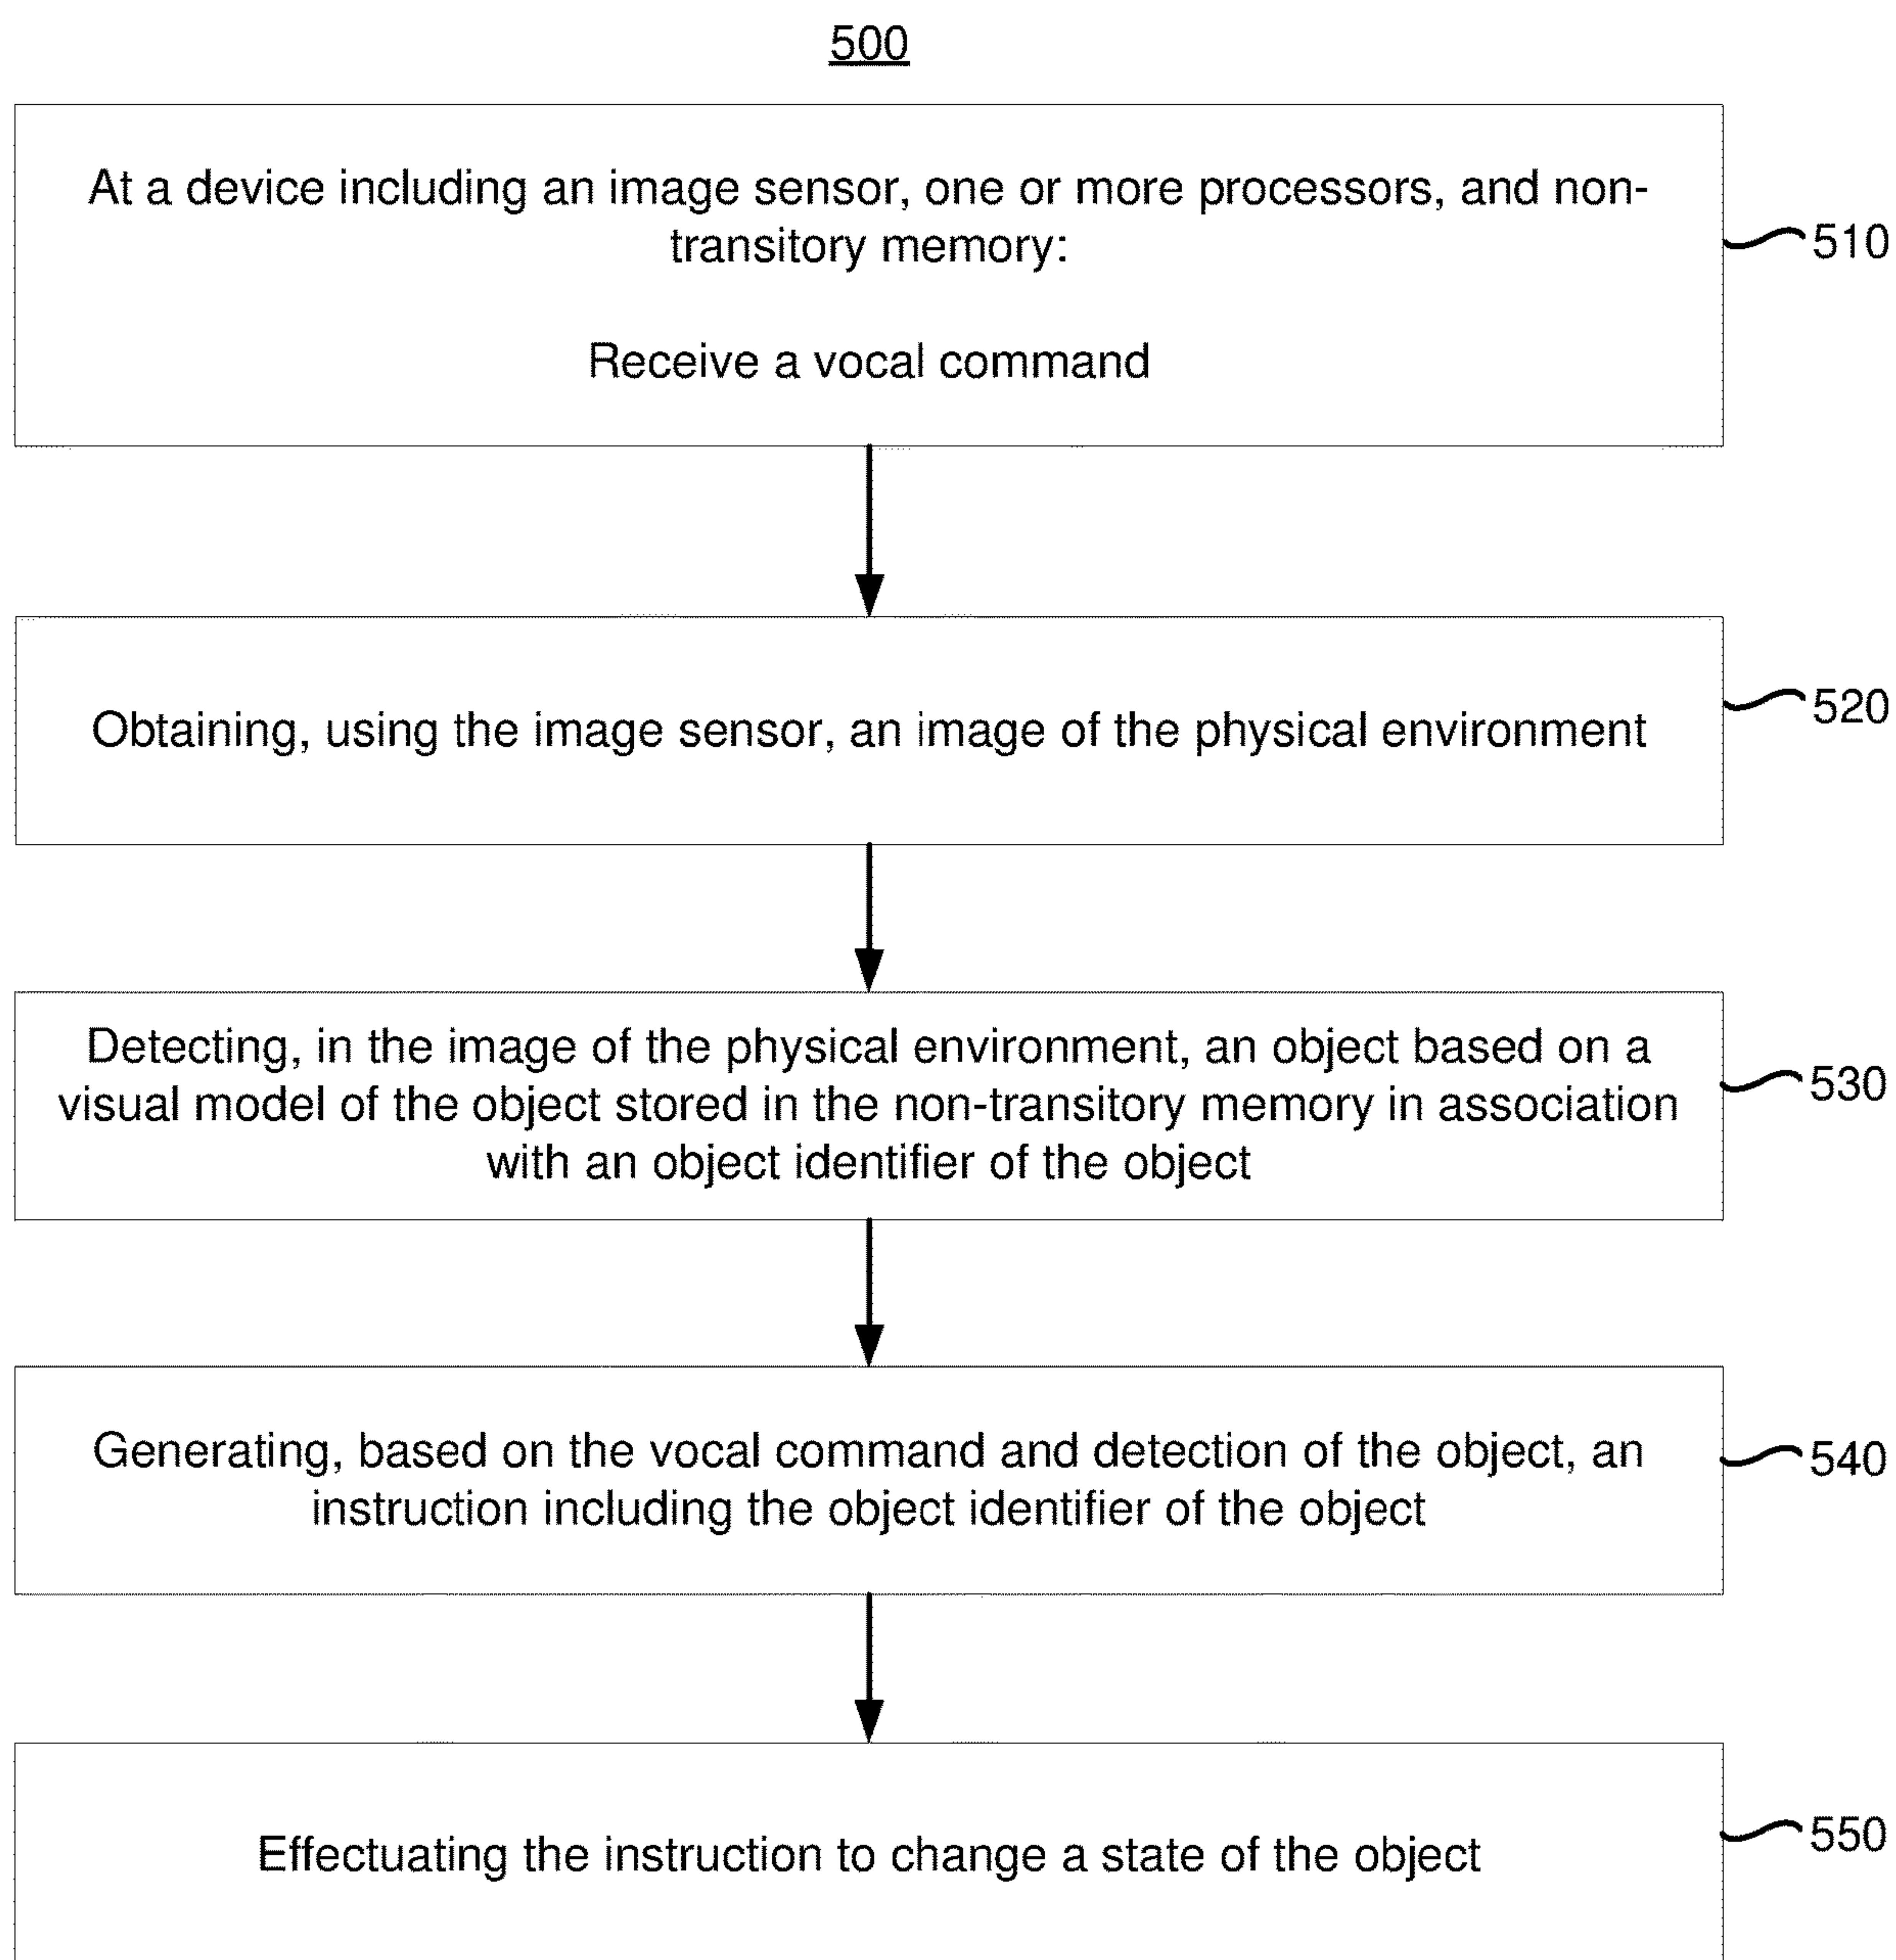 500
At a device including an image sensor, one or more processors, and non-
transitory memory:
Receive a vocal command
510
Obtaining, using the image sensor, an image of the physical environment
520
Detecting, in the image of the physical environment, an object based on a
visual model of the object stored in the non-transitory memory in association
with an object identifier of the object
530
Generating, based on the vocal command and detection of the object, an
instruction including the object identifier of the object
540
Effectuating the instruction to change a state of the object
550